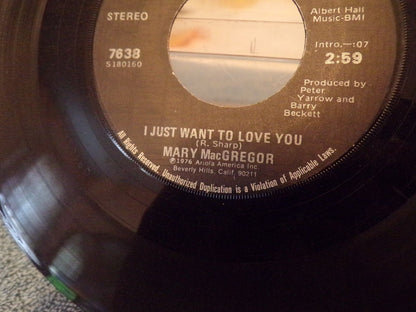 STEREO
Albert Hall
Music-BMI
7638
S180160
Intro.—:07
2:59
Produced by
Peter
Yarrow and
Barry
Beckett
I JUST WANT TO LOVE YOU
(R. Sharp)
MARY MacGREGOR
℗1976 Ariola America Inc
Beverly Hills, Calif. 90211
All Rights Reserved. Unauthorized Duplication is a Violation of Applicable Laws.